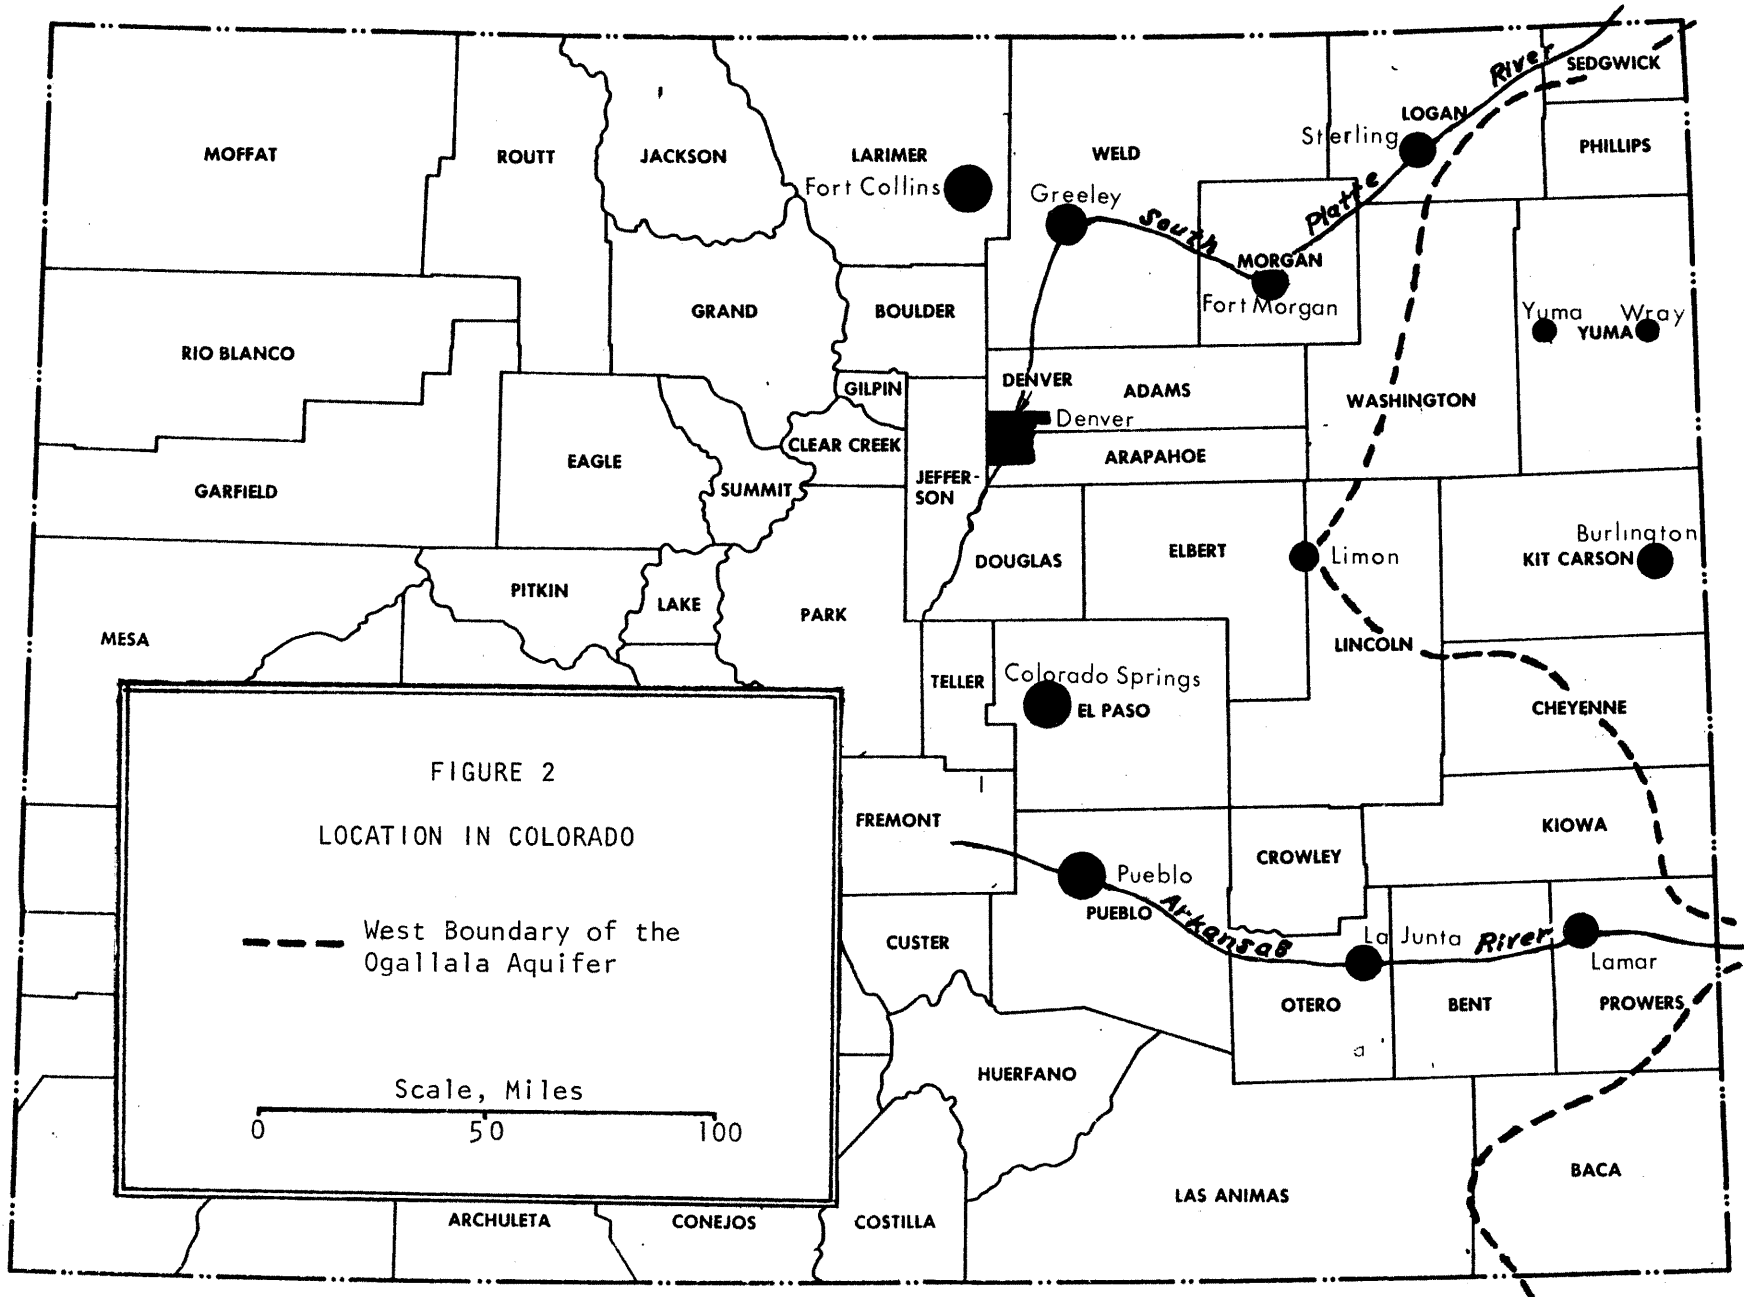 River
SEDGWICK
LOGAN
Sterling
PHILLIPS
MOFFAT
ROUTT
JACKSON
LARIMER
Fort Collins
WELD
Greeley
South
Platte
MORGAN
Fort Morgan
Yuma
Wray
YUMA
GRAND
BOULDER
RIO BLANCO
GILPIN
DENVER
ADAMS
Denver
WASHINGTON
CLEAR CREEK
ARAPAHOE
EAGLE
SUMMIT
JEFFER-
SON
GARFIELD
DOUGLAS
ELBERT
Limon
Burlington
KIT CARSON
PITKIN
LAKE
PARK
MESA
LINCOLN
TELLER
Colorado Springs
EL PASO
CHEYENNE
FIGURE 2
LOCATION IN COLORADO
West Boundary of the
Ogallala Aquifer
Scale, Miles
0 50 100
FREMONT
KIOWA
CROWLEY
Pueblo
PUEBLO
Arkansas
River
La Junta
Lamar
CUSTER
OTERO
BENT
PROWERS
HUERFANO
BACA
LAS ANIMAS
ARCHULETA
CONEJOS
COSTILLA